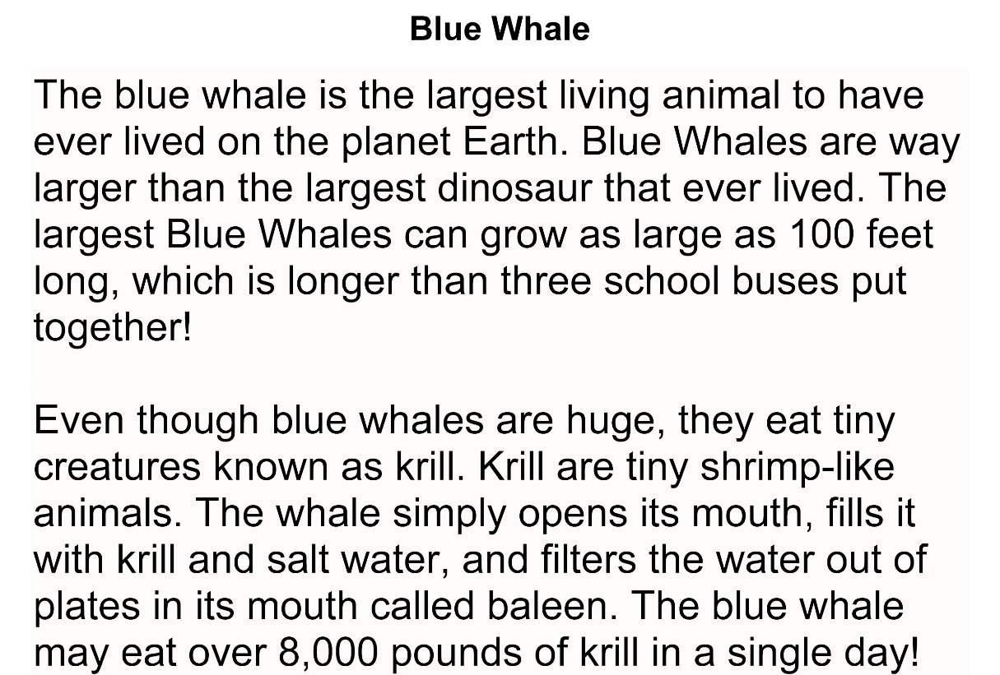 Blue Whale
The blue whale is the largest living animal to have
ever lived on the planet Earth. Blue Whales are way
larger than the largest dinosaur that ever lived. The
largest Blue Whales can grow as large as 100 feet
long, which is longer than three school buses put
together!
Even though blue whales are huge, they eat tiny
creatures known as krill. Krill are tiny shrimp-like
animals. The whale simply opens its mouth, fills it
with krill and salt water, and filters the water out of
plates in its mouth called baleen. The blue whale
may eat over 8,000 pounds of krill in a single day!